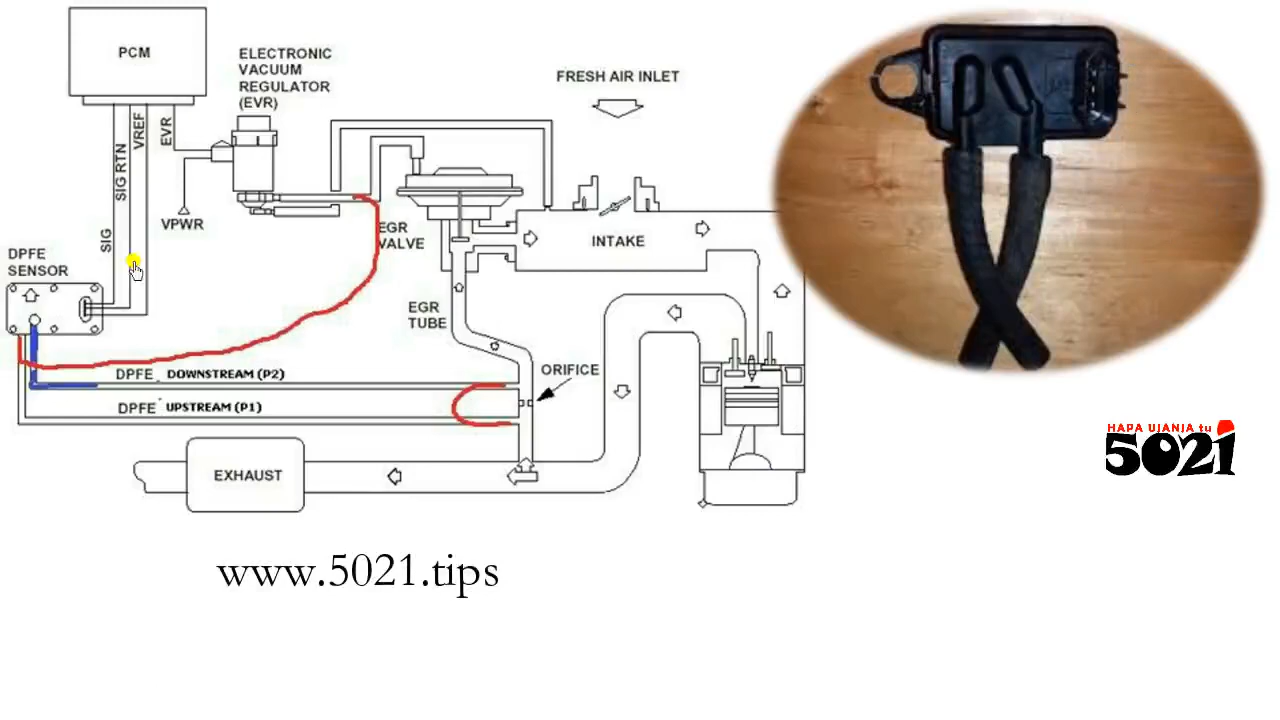 PCM
ELECTRONIC
VACUUM
REGULATOR
(EVR)
FRESH AIR INLET
SIG
SIG RTN
VREF
EVR
VPWR
DPFE
SENSOR
EGR
VALVE
INTAKE
EGR
TUBE
ORIFICE
DPFE DOWNSTREAM (P2)
DPFE UPSTREAM (P1)
EXHAUST
HAPA UJANJA tu
5021
www.5021.tips